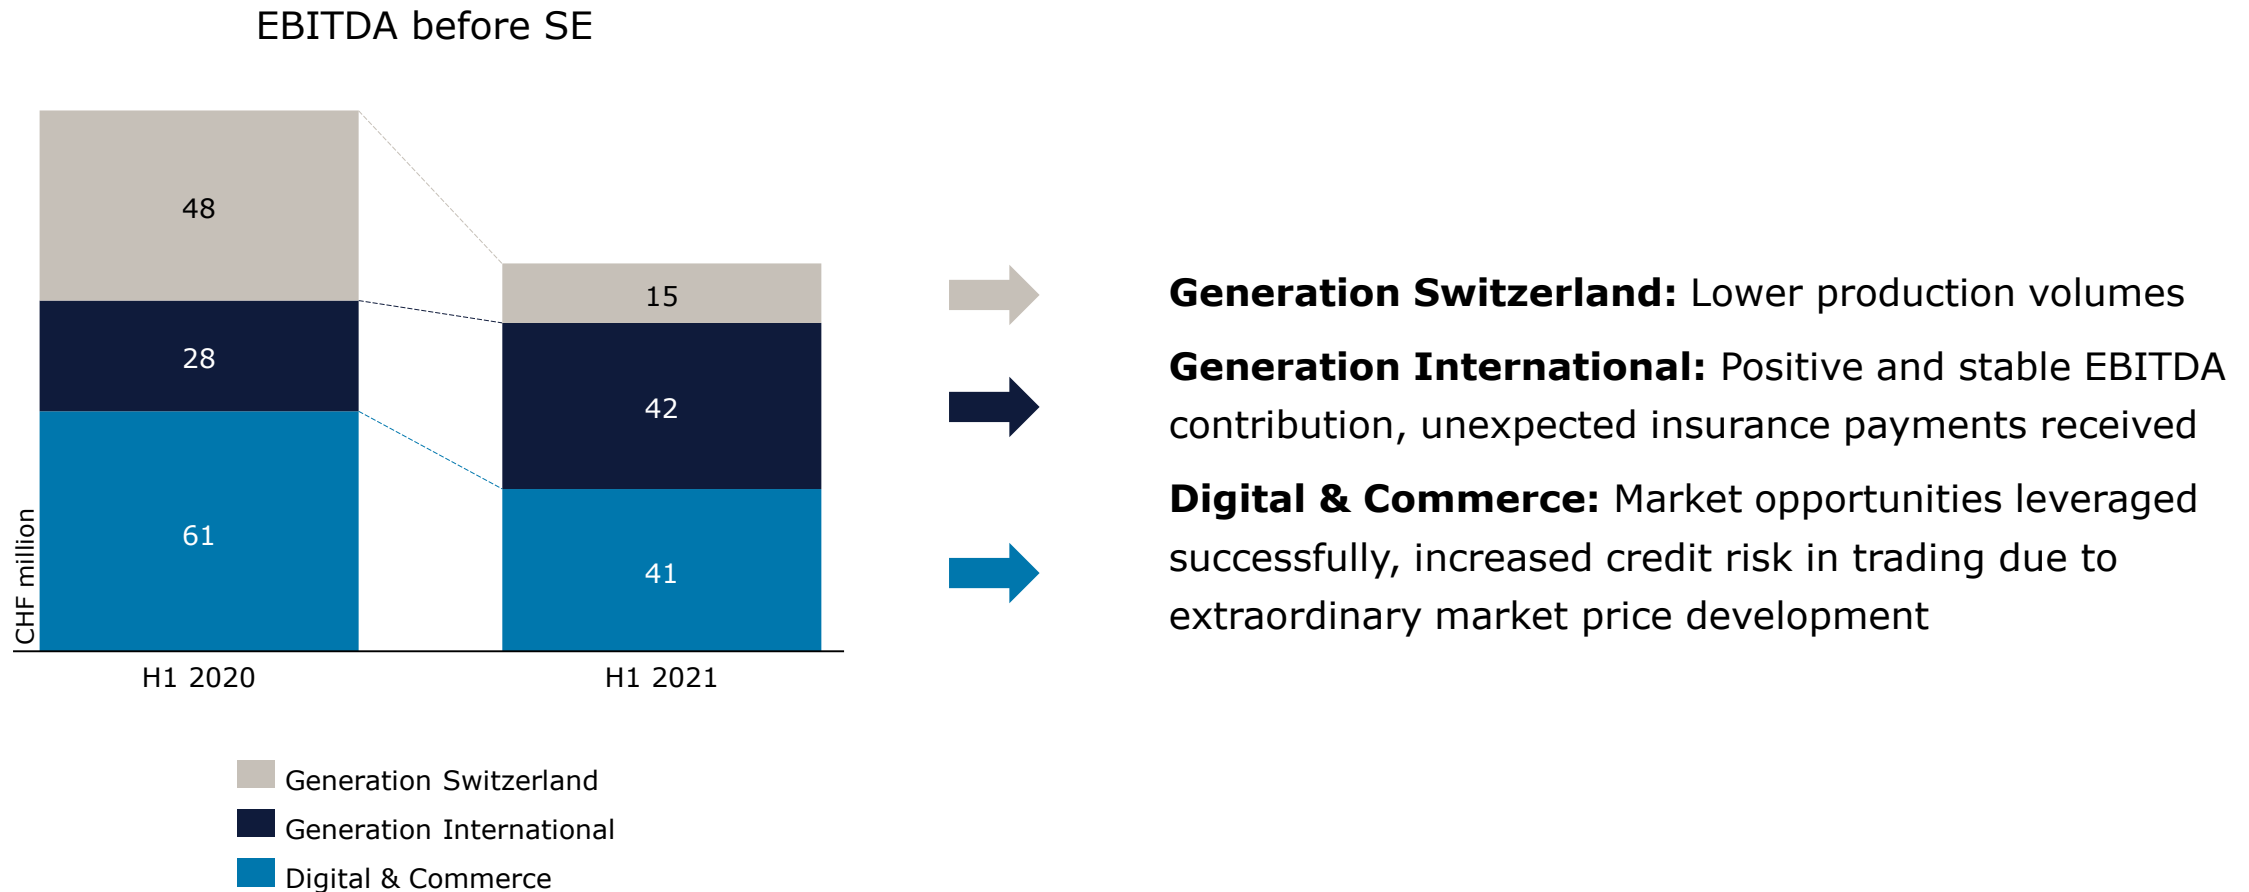 EBITDA before SE
CHF million
48
28
61
15
42
41
H1 2020
H1 2021
Generation Switzerland
Generation International
Digital & Commerce
Generation Switzerland: Lower production volumes
Generation International: Positive and stable EBITDA
contribution, unexpected insurance payments received
Digital & Commerce: Market opportunities leveraged
successfully, increased credit risk in trading due to
extraordinary market price development